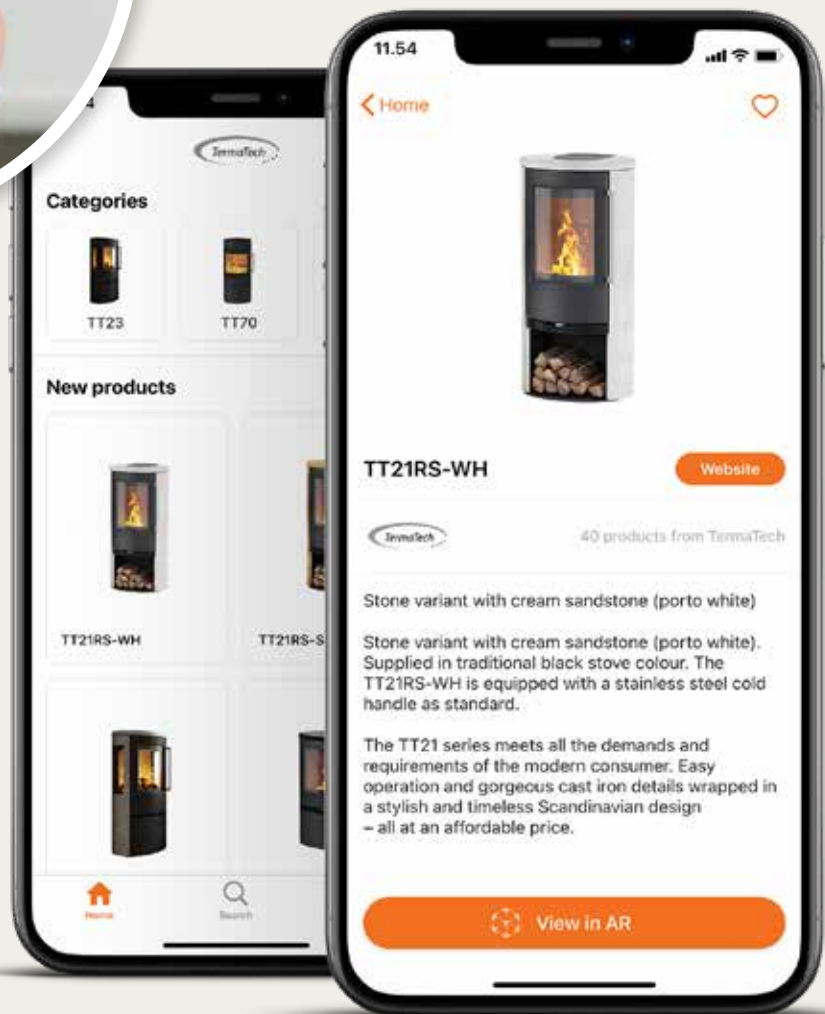 4
TermaTech
Categories
TT23
TT70
New products
TT21RS-WH
TT21RS-S
Home
Search
11.54
Home
TT21RS-WH
Website
TermaTech
40 products from TermaTech
Stone variant with cream sandstone (porto white)
Stone variant with cream sandstone (porto white).
Supplied in traditional black stove colour. The
TT21RS-WH is equipped with a stainless steel cold
handle as standard.
The TT21 series meets all the demands and
requirements of the modern consumer. Easy
operation and gorgeous cast iron details wrapped in
a stylish and timeless Scandinavian design
– all at an affordable price.
View in AR